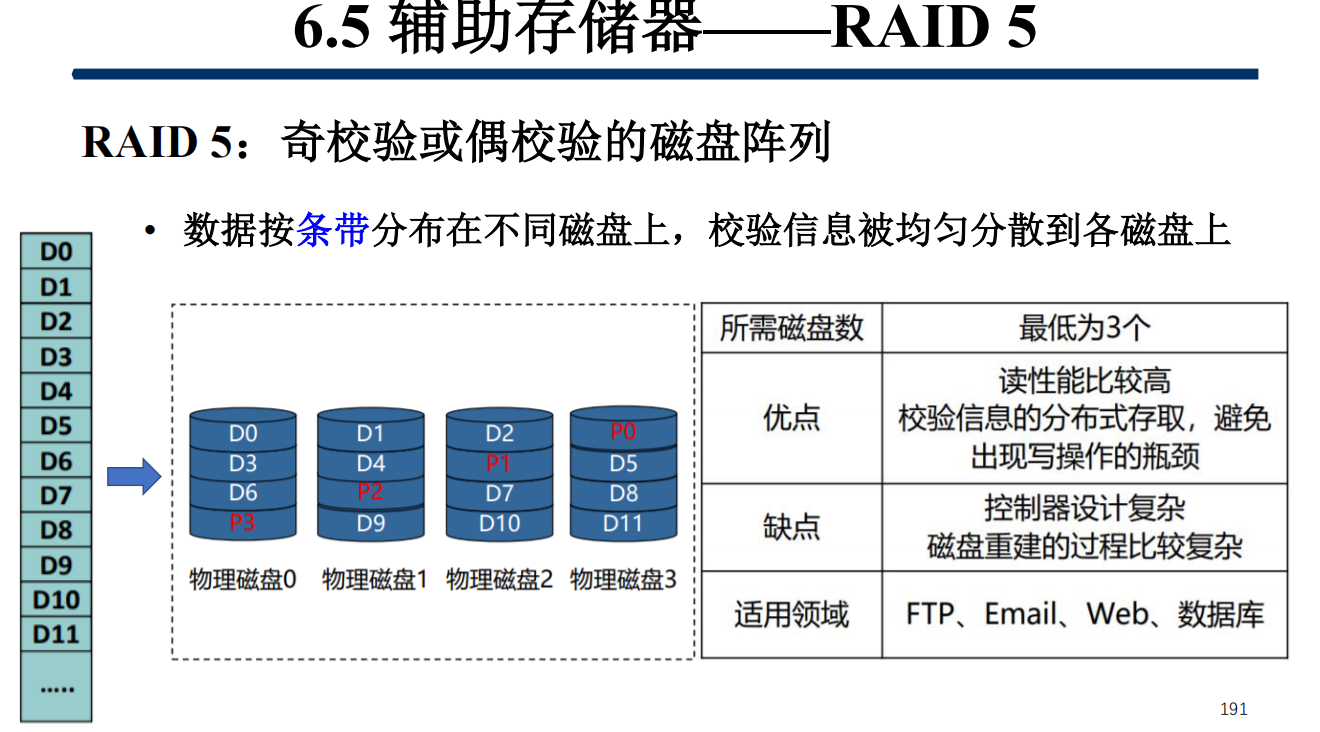 6.5 辅助存储器——RAID 5
RAID 5：奇校验或偶校验的磁盘阵列
• 数据按条带分布在不同磁盘上，校验信息被均匀分散到各磁盘上
D0
D1
D2
D3
D4
D5
D6
D7
D8
D9
D10
D11
.....
D0
D3
D6
P3
物理磁盘0
D1
D4
P2
D9
物理磁盘1
D2
P1
D7
D10
物理磁盘2
P0
D5
D8
D11
物理磁盘3
所需磁盘数
最低为3个
优点
读性能比较高
校验信息的分布式存取，避免
出现写操作的瓶颈
缺点
控制器设计复杂
磁盘重建的过程比较复杂
适用领域
FTP、Email、Web、数据库
191